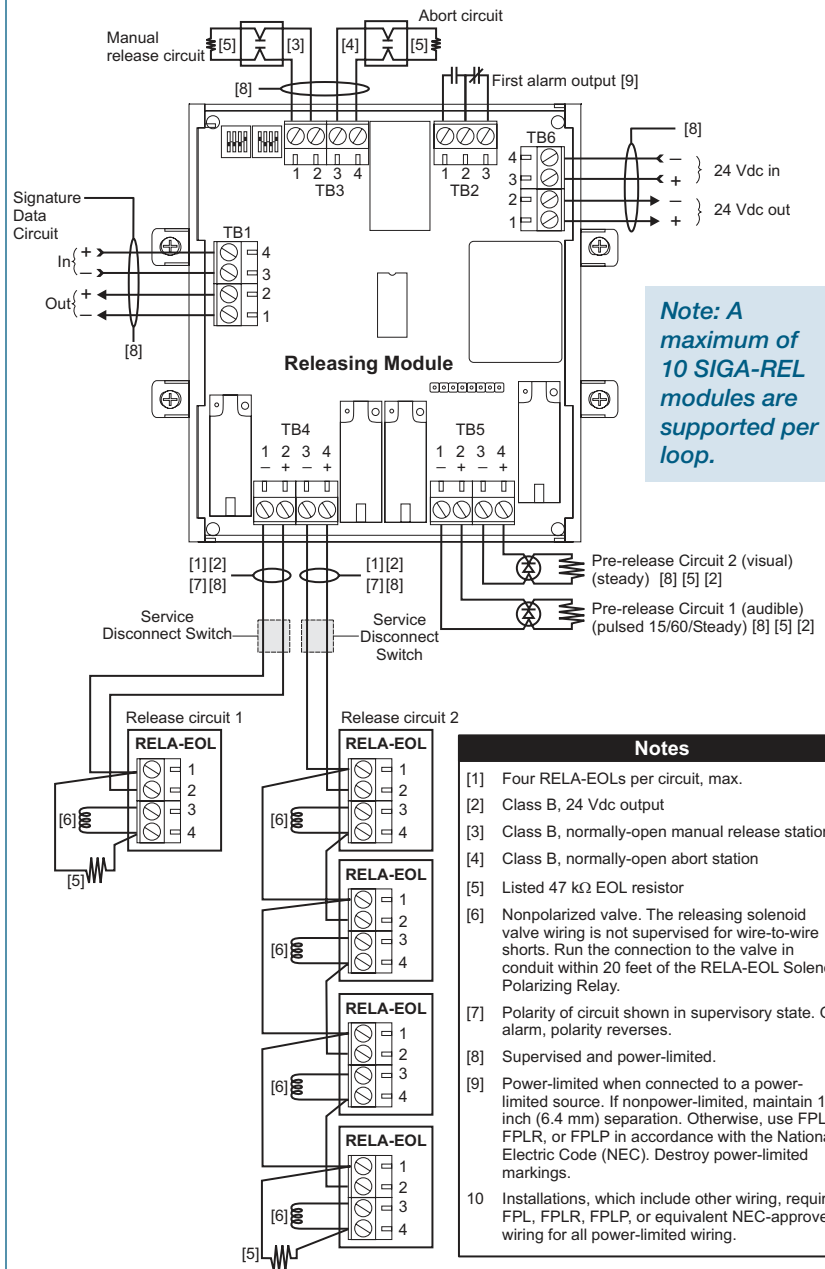 Abort circuit
Manual
release circuit
[5] [3] [4] [5]
[8]
First alarm output [9]
1 2 3 4
TB3
1 2 3
TB2
TB6
4
3
2
1
[8]
−
+
24 Vdc in
−
+
24 Vdc out
Signature
Data
Circuit
In
+
−
Out
+
−
[8]
TB1
4
3
2
1
Releasing Module
Note: A
maximum of
10 SIGA-REL
modules are
supported per
loop.
TB4
1 2 3 4
− + − +
TB5
1 2 3 4
− + − +
[1][2]
[7][8]
[1][2]
[7][8]
Pre-release Circuit 2 (visual)
(steady) [8] [5] [2]
Pre-release Circuit 1 (audible)
(pulsed 15/60/Steady) [8] [5] [2]
Service
Disconnect Switch
Service
Disconnect
Switch
Release circuit 1
RELA-EOL
1
2
3
4
[6]
[5]
Release circuit 2
RELA-EOL
1
2
3
4
[6]
RELA-EOL
1
2
3
4
[6]
RELA-EOL
1
2
3
4
[6]
RELA-EOL
1
2
3
4
[6]
[5]
Notes
[1] Four RELA-EOLs per circuit, max.
[2] Class B, 24 Vdc output
[3] Class B, normally-open manual release station
[4] Class B, normally-open abort station
[5] Listed 47 kΩ EOL resistor
[6] Nonpolarized valve. The releasing solenoid
valve wiring is not supervised for wire-to-wire
shorts. Run the connection to the valve in
conduit within 20 feet of the RELA-EOL
Polarizing Relay.
[7] Polarity of circuit shown in supervisory state.
alarm, polarity reverses.
[8] Supervised and power-limited.
[9] Power-limited when connected to a power-
limited source. If nonpower-limited, maintain
inch (6.4 mm) separation. Otherwise, use
FPLR, or FPLP in accordance with the
Electric Code (NEC). Destroy power-limited
markings.
10 Installations, which include other wiring,
FPL, FPLR, FPLP, or equivalent
wiring for all power-limited wiring.